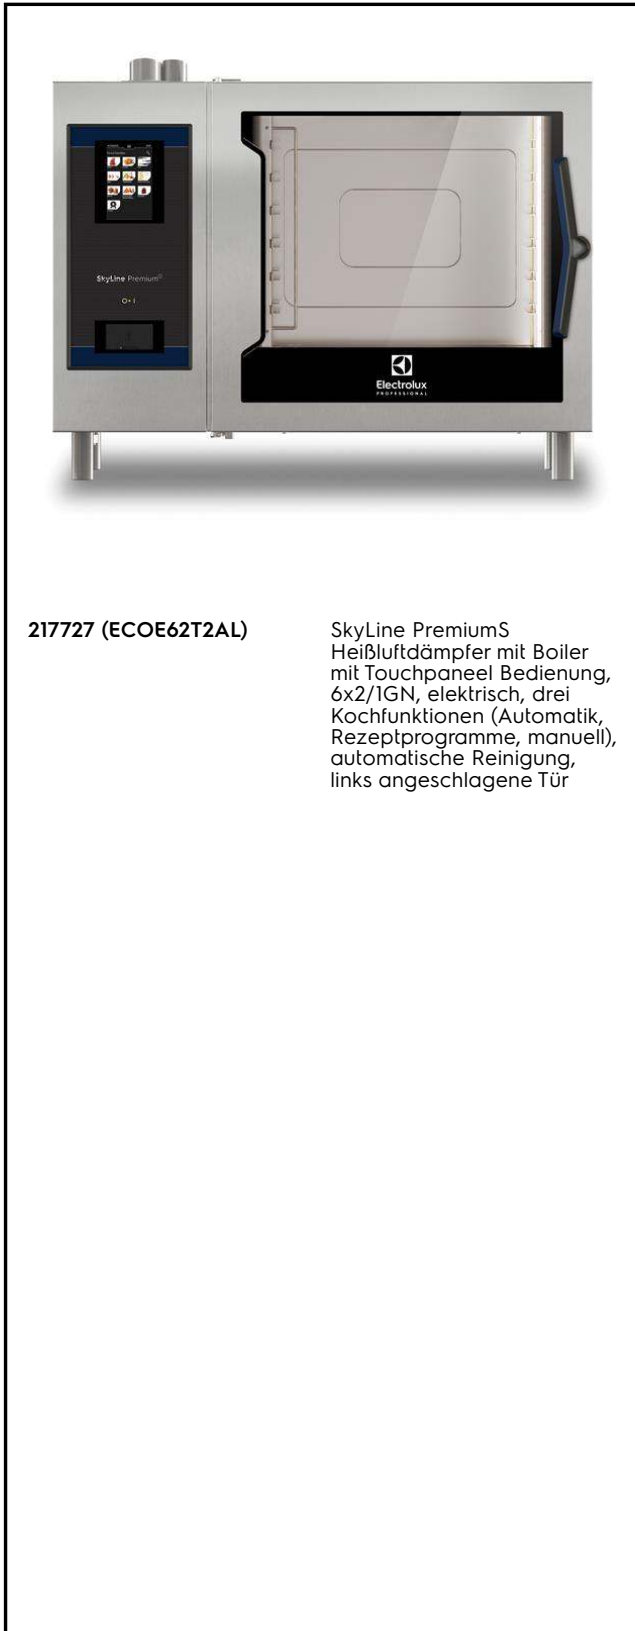 SkyLine PremiumS
Electrolux
PROFESSIONAL
217727 (ECOE62T2AL)
SkyLine PremiumS
Heißluftdämpfer mit Boiler
mit Touchpaneel Bedienung,
6x2/1GN, elektrisch, drei
Kochfunktionen (Automatik,
Rezeptprogramme, manuell),
automatische Reinigung,
links angeschlagene Tür